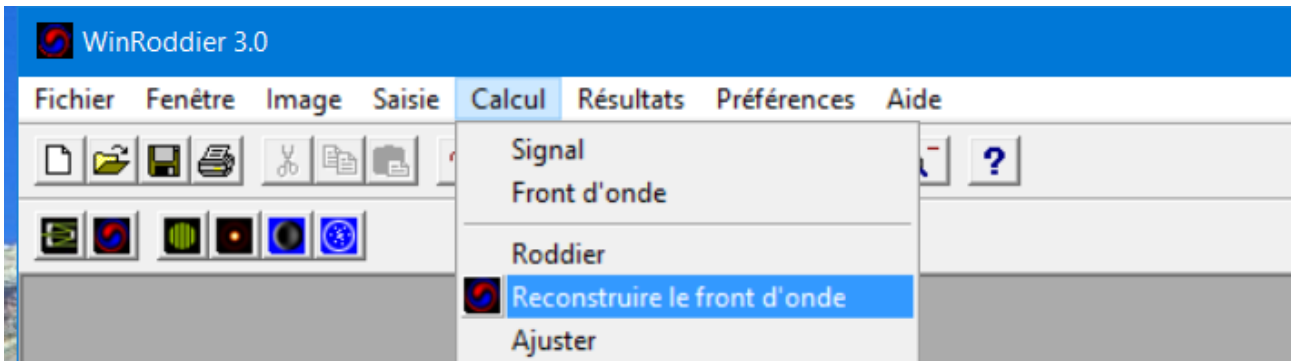 WinRoddier 3.0
Fichier Fenêtre Image Saisie Calcul Résultats Préférences Aide
?
Signal
Front d'onde
Roddier
Reconstruire le front d'onde
Ajuster